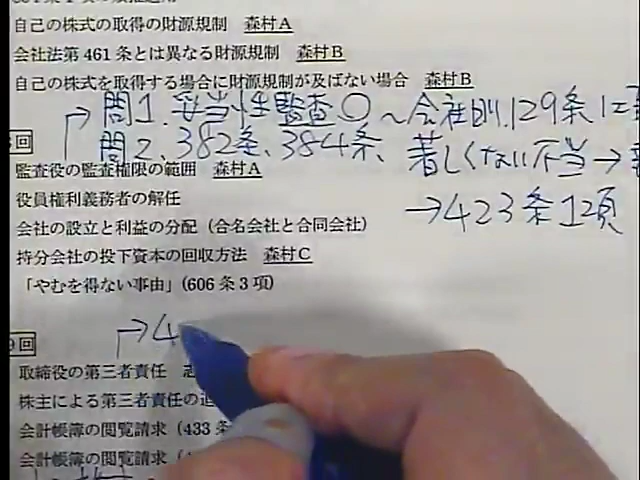 自己の株式の取得の財源規制 森村A
会社法第 461 条とは異なる財源規制 森村B
自己の株式を取得する場合に財源規制が及ばない場合 森村B
→問1、妥当性監査〇〜会社則129条1
問2、382条、384条、著しくない不当→
回
監査役の監査権限の範囲 森村A
役員権利義務者の解任
→423条1項
会社の設立と利益の分配（合名会社と合同会社）
持分会社の投下資本の回収方法 森村C
「やむを得ない事由」(606 条 3 項)
→4
回
取締役の第三者責任
株主による第三者責任の追
会計帳簿の閲覧請求（433 条
会計帳簿の閲覧請求